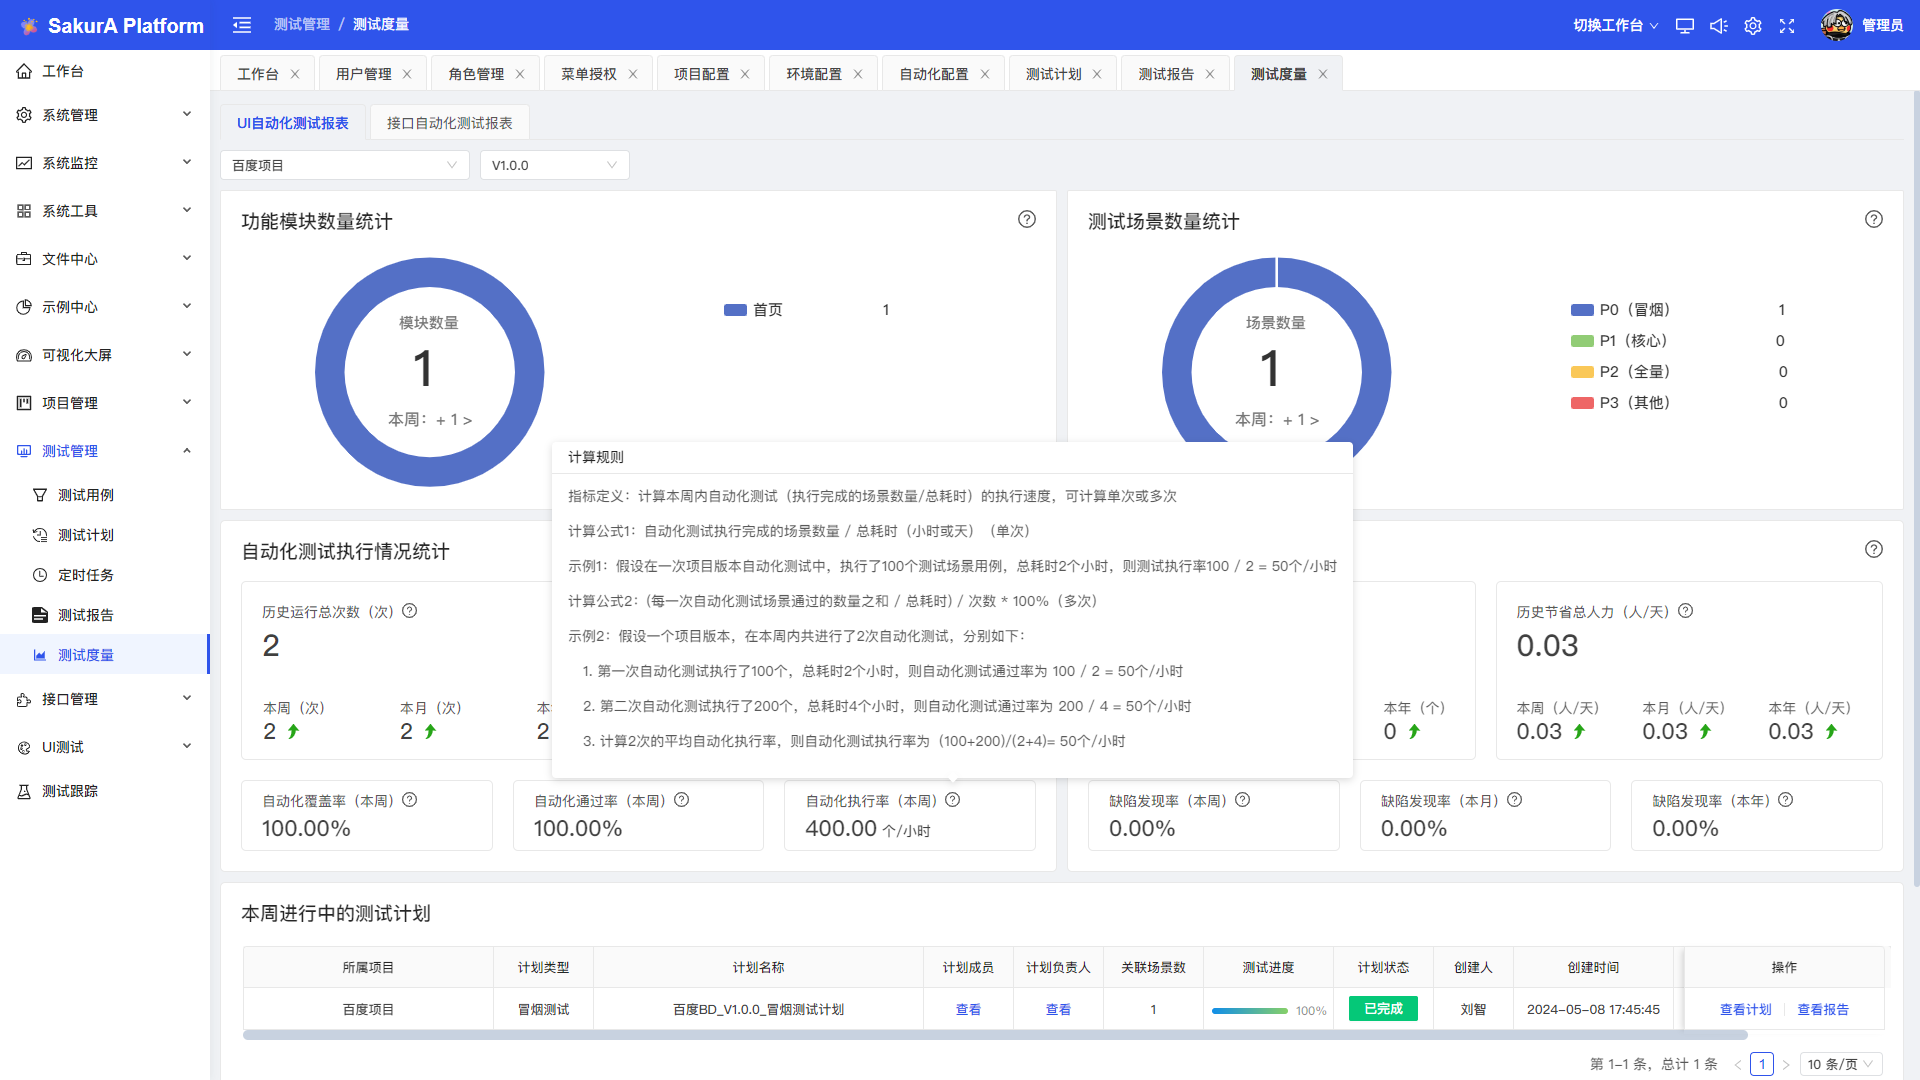 SakurA Platform
测试管理 / 测试度量
切换工作台
管理员
工作台
系统管理
系统监控
系统工具
文件中心
示例中心
可视化大屏
项目管理
测试管理
测试用例
测试计划
定时任务
测试报告
测试度量
接口管理
UI测试
测试跟踪
工作台 用户管理 角色管理 菜单授权 项目配置 环境配置 自动化配置 测试计划 测试报告 测试度量
UI自动化测试报表 接口自动化测试报表
百度项目 V1.0.0
功能模块数量统计
模块数量
1
本周：+ 1 >
首页 1
测试场景数量统计
场景数量
1
本周：+ 1 >
P0（冒烟） 1
P1（核心） 0
P2（全量） 0
P3（其他） 0
计算规则
指标定义：计算本周内自动化测试（执行完成的场景数量/总耗时）的执行速度，可计算单次或多次
计算公式1：自动化测试执行完成的场景数量 / 总耗时（小时或天）（单次）
示例1：假设在一次项目版本自动化测试中，执行了100个测试场景用例，总耗时2个小时，则测试执行率100 / 2 = 50个/小时
计算公式2：(每一次自动化测试场景通过的数量之和 / 总耗时) / 次数 * 100%（多次）
示例2：假设一个项目版本，在本周内共进行了2次自动化测试，分别如下：
1. 第一次自动化测试执行了100个，总耗时2个小时，则自动化测试通过率为 100 / 2 = 50个/小时
2. 第二次自动化测试执行了200个，总耗时4个小时，则自动化测试通过率为 200 / 4 = 50个/小时
3. 计算2次的平均自动化执行率，则自动化测试执行率为（100+200)/(2+4)= 50个/小时
自动化测试执行情况统计
历史运行总次数（次）
2
本周（次） 本月（次） 本
2 2 2
本年（个）
0
历史节省总人力（人/天）
0.03
本周（人/天） 本月（人/天） 本年（人/天）
0.03 0.03 0.03
自动化覆盖率（本周）
100.00%
自动化通过率（本周）
100.00%
自动化执行率（本周）
400.00 个/小时
缺陷发现率（本周）
0.00%
缺陷发现率（本月）
0.00%
缺陷发现率（本年）
0.00%
本周进行中的测试计划
所属项目 计划类型 计划名称 计划成员 计划负责人 关联场景数 测试进度 计划状态 创建人 创建时间 操作
百度项目 冒烟测试 百度BD_V1.0.0_冒烟测试计划 查看 查看 1 100% 已完成 刘智 2024-05-08 17:45:45 查看计划 查看报告
第 1-1 条，总计 1 条 < 1 > 10 条/页